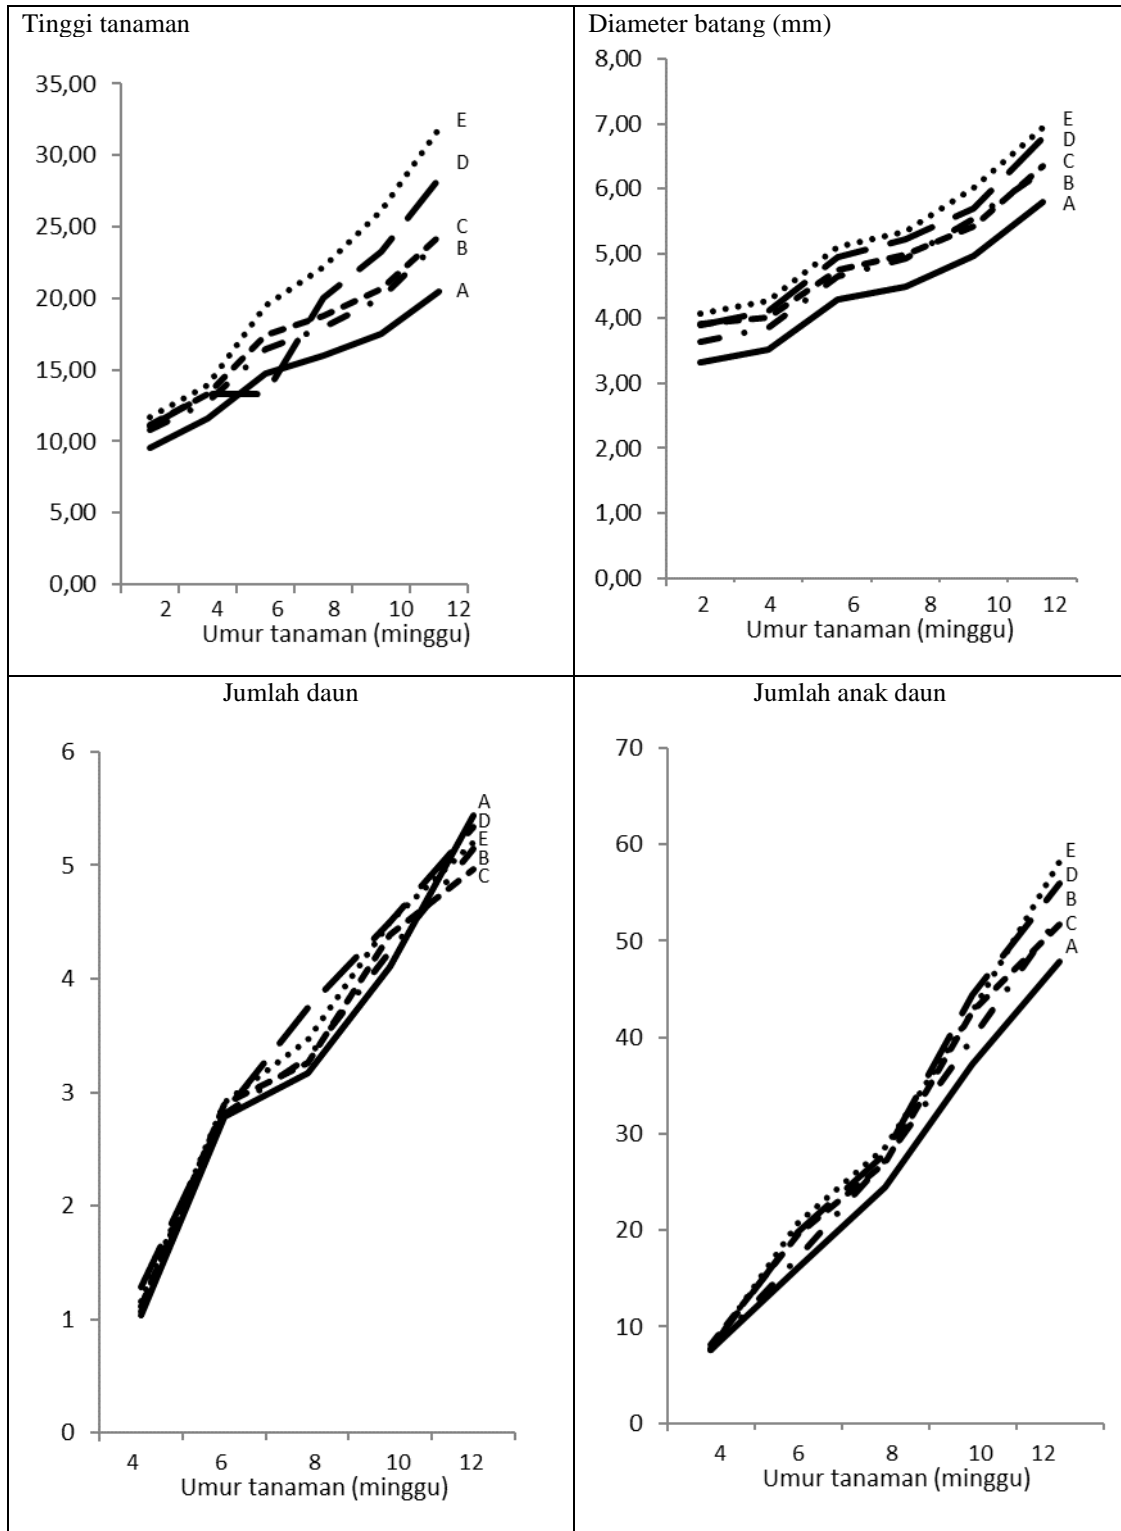 Tinggi tanaman
35,00
30,00
25,00
20,00
15,00
10,00
5,00
0,00
E
D
C
B
A
2 4 6 8 10 12
Umur tanaman (minggu)
Diameter batang (mm)
8,00
7,00
6,00
5,00
4,00
3,00
2,00
1,00
0,00
E
D
C
B
A
2 4 6 8 10 12
Umur tanaman (minggu)
Jumlah daun
6
5
4
3
2
1
0
A
D
E
B
C
4 6 8 10 12
Umur tanaman (minggu)
Jumlah anak daun
70
60
50
40
30
20
10
0
E
D
B
C
A
4 6 8 10 12
Umur tanaman (minggu)